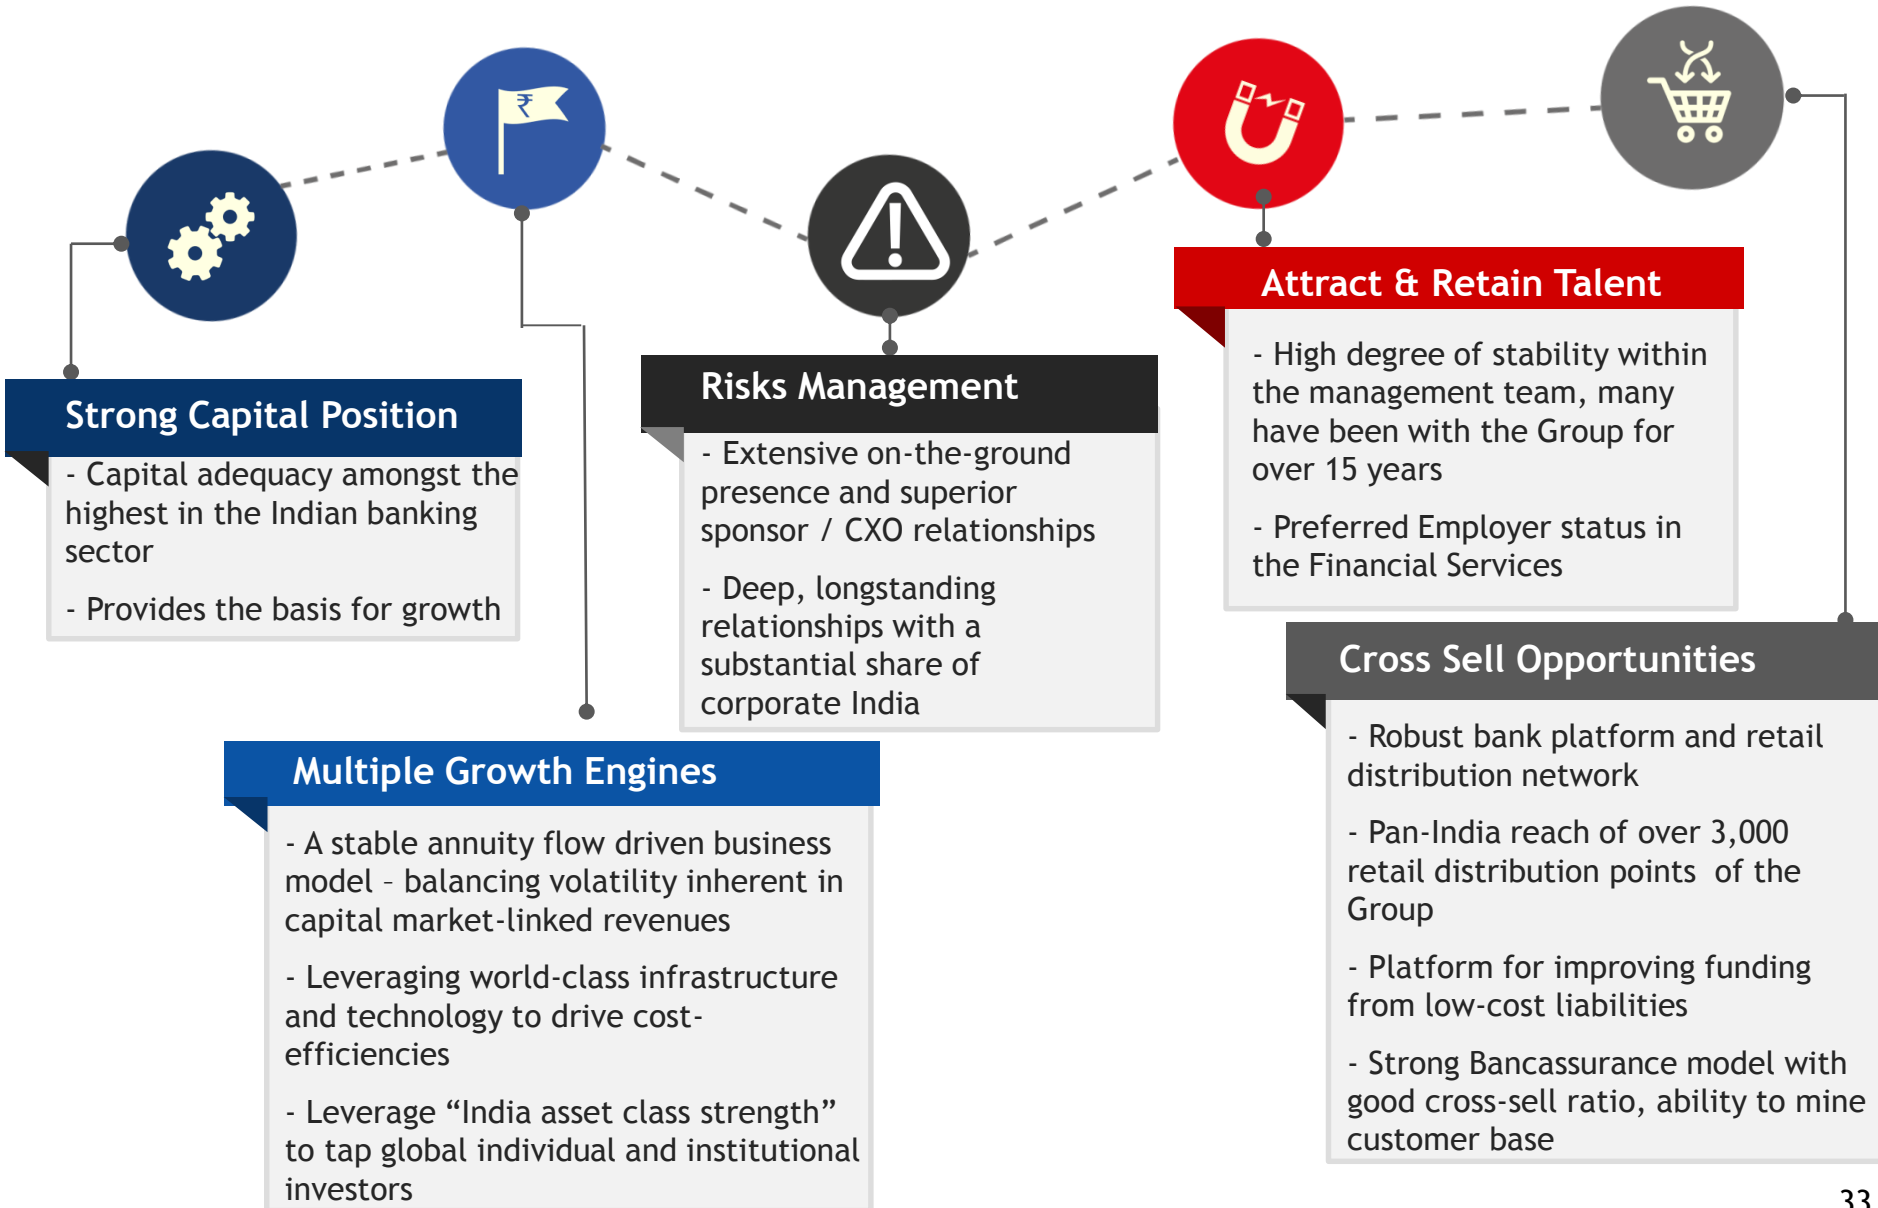 ₹
Strong Capital Position
- Capital adequacy amongst the
highest in the Indian banking
sector
- Provides the basis for growth
Multiple Growth Engines
- A stable annuity flow driven business
model – balancing volatility inherent in
capital market-linked revenues
- Leveraging world-class infrastructure
and technology to drive cost-
efficiencies
- Leverage “India asset class strength”
to tap global individual and institutional
investors
Risks Management
- Extensive on-the-ground
presence and superior
sponsor / CXO relationships
- Deep, longstanding
relationships with a
substantial share of
corporate India
Attract & Retain Talent
- High degree of stability within
the management team, many
have been with the Group for
over 15 years
- Preferred Employer status in
the Financial Services
Cross Sell Opportunities
- Robust bank platform and retail
distribution network
- Pan-India reach of over 3,000
retail distribution points  of the
Group
- Platform for improving funding
from low-cost liabilities
- Strong Bancassurance model with
good cross-sell ratio, ability to mine
customer base
33